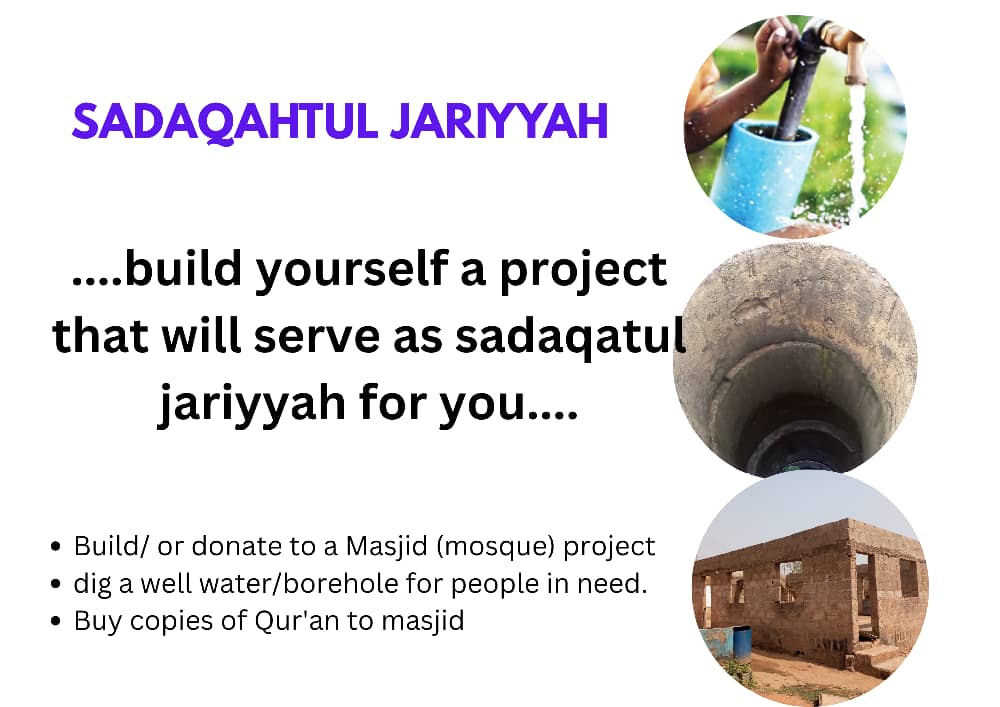 SADAQAHTUL JARIYYAH
....build yourself a project
that will serve as sadaqatul
jariyyah for you....
• Build/ or donate to a Masjid (mosque) project
• dig a well water/borehole for people in need.
• Buy copies of Qur'an to masjid